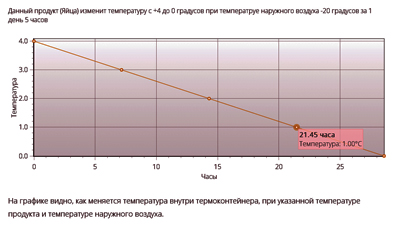 Данный продукт (Яйца) изменит температуру с +4 до 0 градусов при температруе наружного воздуха -20 градусов за 1
день 5 часов
4.0
3.0
2.0
1.0
0.0
Температура
21.45 часа
Температура: 1.00°C
0 5 10 15 20 25
Часы
На графике видно, как меняется температура внутри термоконтейнера, при указанной температуре
продукта и температуре наружного воздуха.